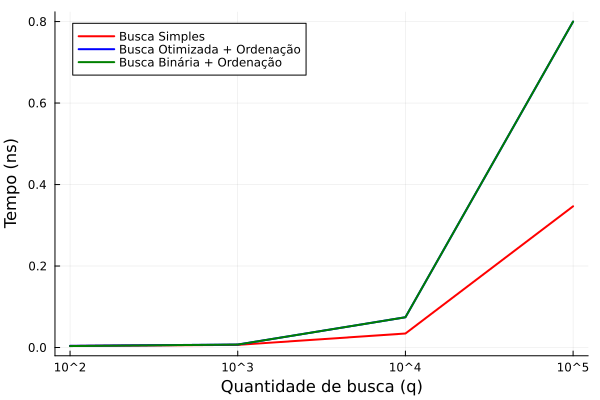 Busca Simples
Busca Otimizada + Ordenação
Busca Binária + Ordenação
Tempo (ns)
0.8
0.6
0.4
0.2
0.0
10^2
10^3
10^4
10^5
Quantidade de busca (q)